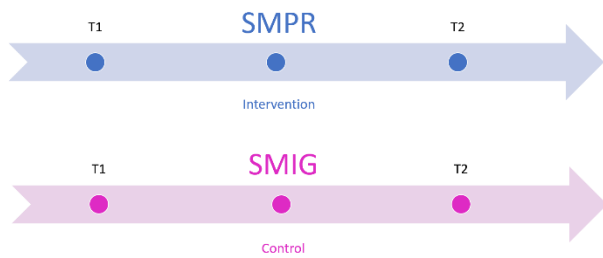 T1 SMPR T2
Intervention
T1 SMIG T2
Control